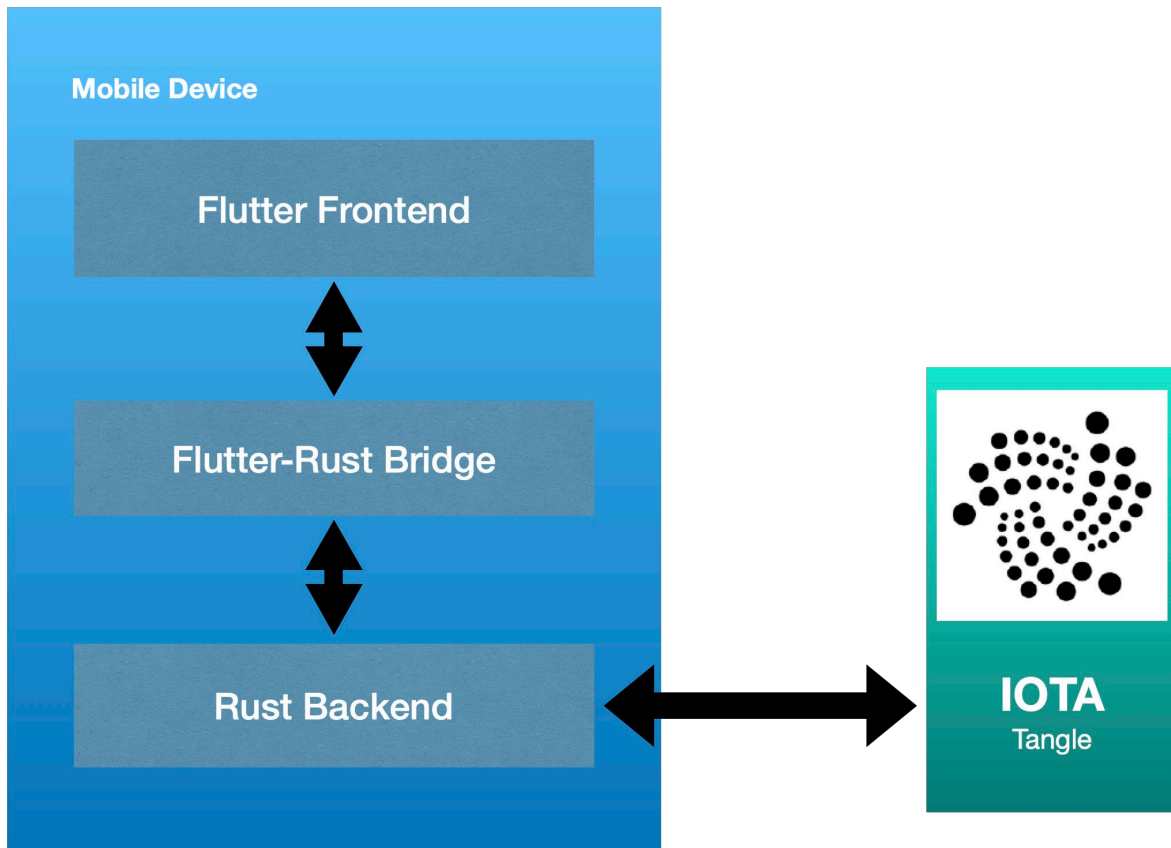 Mobile Device
Flutter Frontend
Flutter-Rust Bridge
Rust Backend
IOTA
Tangle